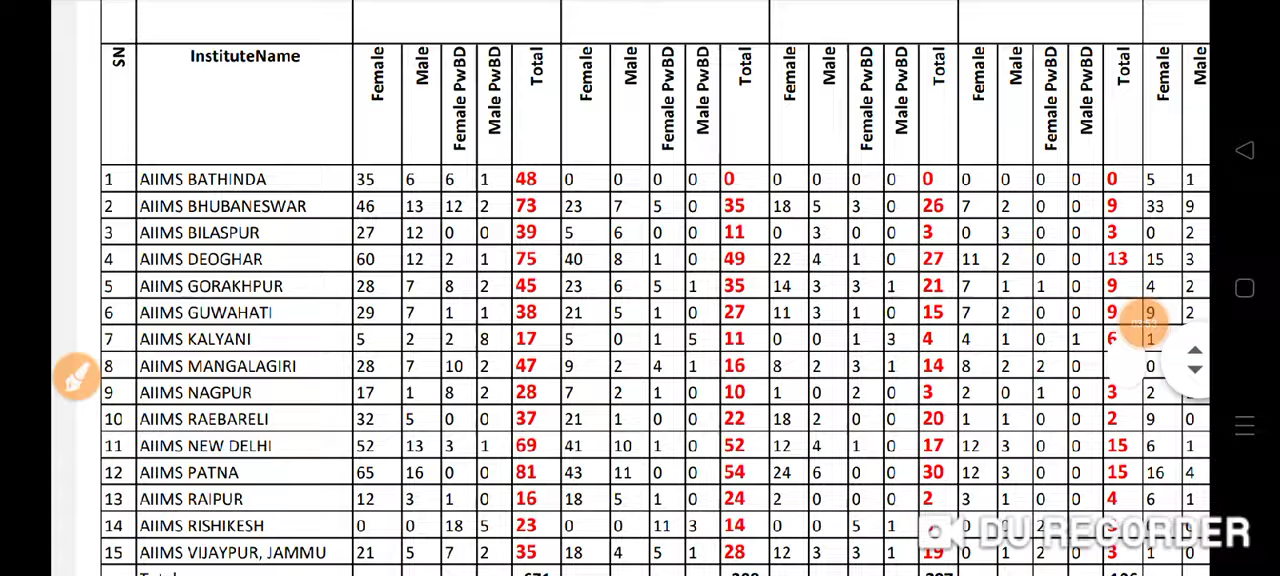 SN InstituteName Female Male Female PwBD Male PwBD Total Female Male Female PwBD Male PwBD Total Female Male Female PwBD Male PwBD Total Female Male Female PwBD Male PwBD Total Female Male
1 AIIMS BATHINDA 35 6 6 1 48 0 0 0 0 0 0 0 0 0 0 0 0 0 0 0 5 1
2 AIIMS BHUBANESWAR 46 13 12 2 73 23 7 5 0 35 18 5 3 0 26 7 2 0 0 9 33 9
3 AIIMS BILASPUR 27 12 0 0 39 5 6 0 0 11 0 3 0 0 3 0 3 0 0 3 0 2
4 AIIMS DEOGHAR 60 12 2 1 75 40 8 1 0 49 22 4 1 0 27 11 2 0 0 13 15 3
5 AIIMS GORAKHPUR 28 7 8 2 45 23 6 5 1 35 14 3 3 1 21 7 1 1 0 9 4 2
6 AIIMS GUWAHATI 29 7 1 1 38 21 5 1 0 27 11 3 1 0 15 7 2 0 0 9 9 2
7 AIIMS KALYANI 5 2 2 8 17 5 0 1 5 11 0 0 1 3 4 4 1 0 1 6 1
8 AIIMS MANGALAGIRI 28 7 10 2 47 9 2 4 1 16 8 2 3 1 14 8 2 2 0 0
9 AIIMS NAGPUR 17 1 8 2 28 7 2 1 0 10 1 0 2 0 3 2 0 1 0 3 2
10 AIIMS RAEBARELI 32 5 0 0 37 21 1 0 0 22 18 2 0 0 20 1 1 0 0 2 9 0
11 AIIMS NEW DELHI 52 13 3 1 69 41 10 1 0 52 12 4 1 0 17 12 3 0 0 15 6 1
12 AIIMS PATNA 65 16 0 0 81 43 11 0 0 54 24 6 0 0 30 12 3 0 0 15 16 4
13 AIIMS RAIPUR 12 3 1 0 16 18 5 1 0 24 2 0 0 0 2 3 1 0 0 4 6 1
14 AIIMS RISHIKESH 0 0 18 5 23 0 0 11 3 14 0 0 5 1
DU RECORDER
15 AIIMS VIJAYPUR, JAMMU 21 5 7 2 35 18 4 5 1 28 12 3 3 1 19 0 1 2 0 3 1 0